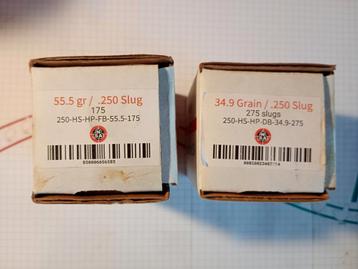 55.5 gr / .250 Slug
175
250-HS-HP-FB-55.5-175
34.9 Grain / .250 Slug
275 slugs
250-HS-HP-DB-34.9-275